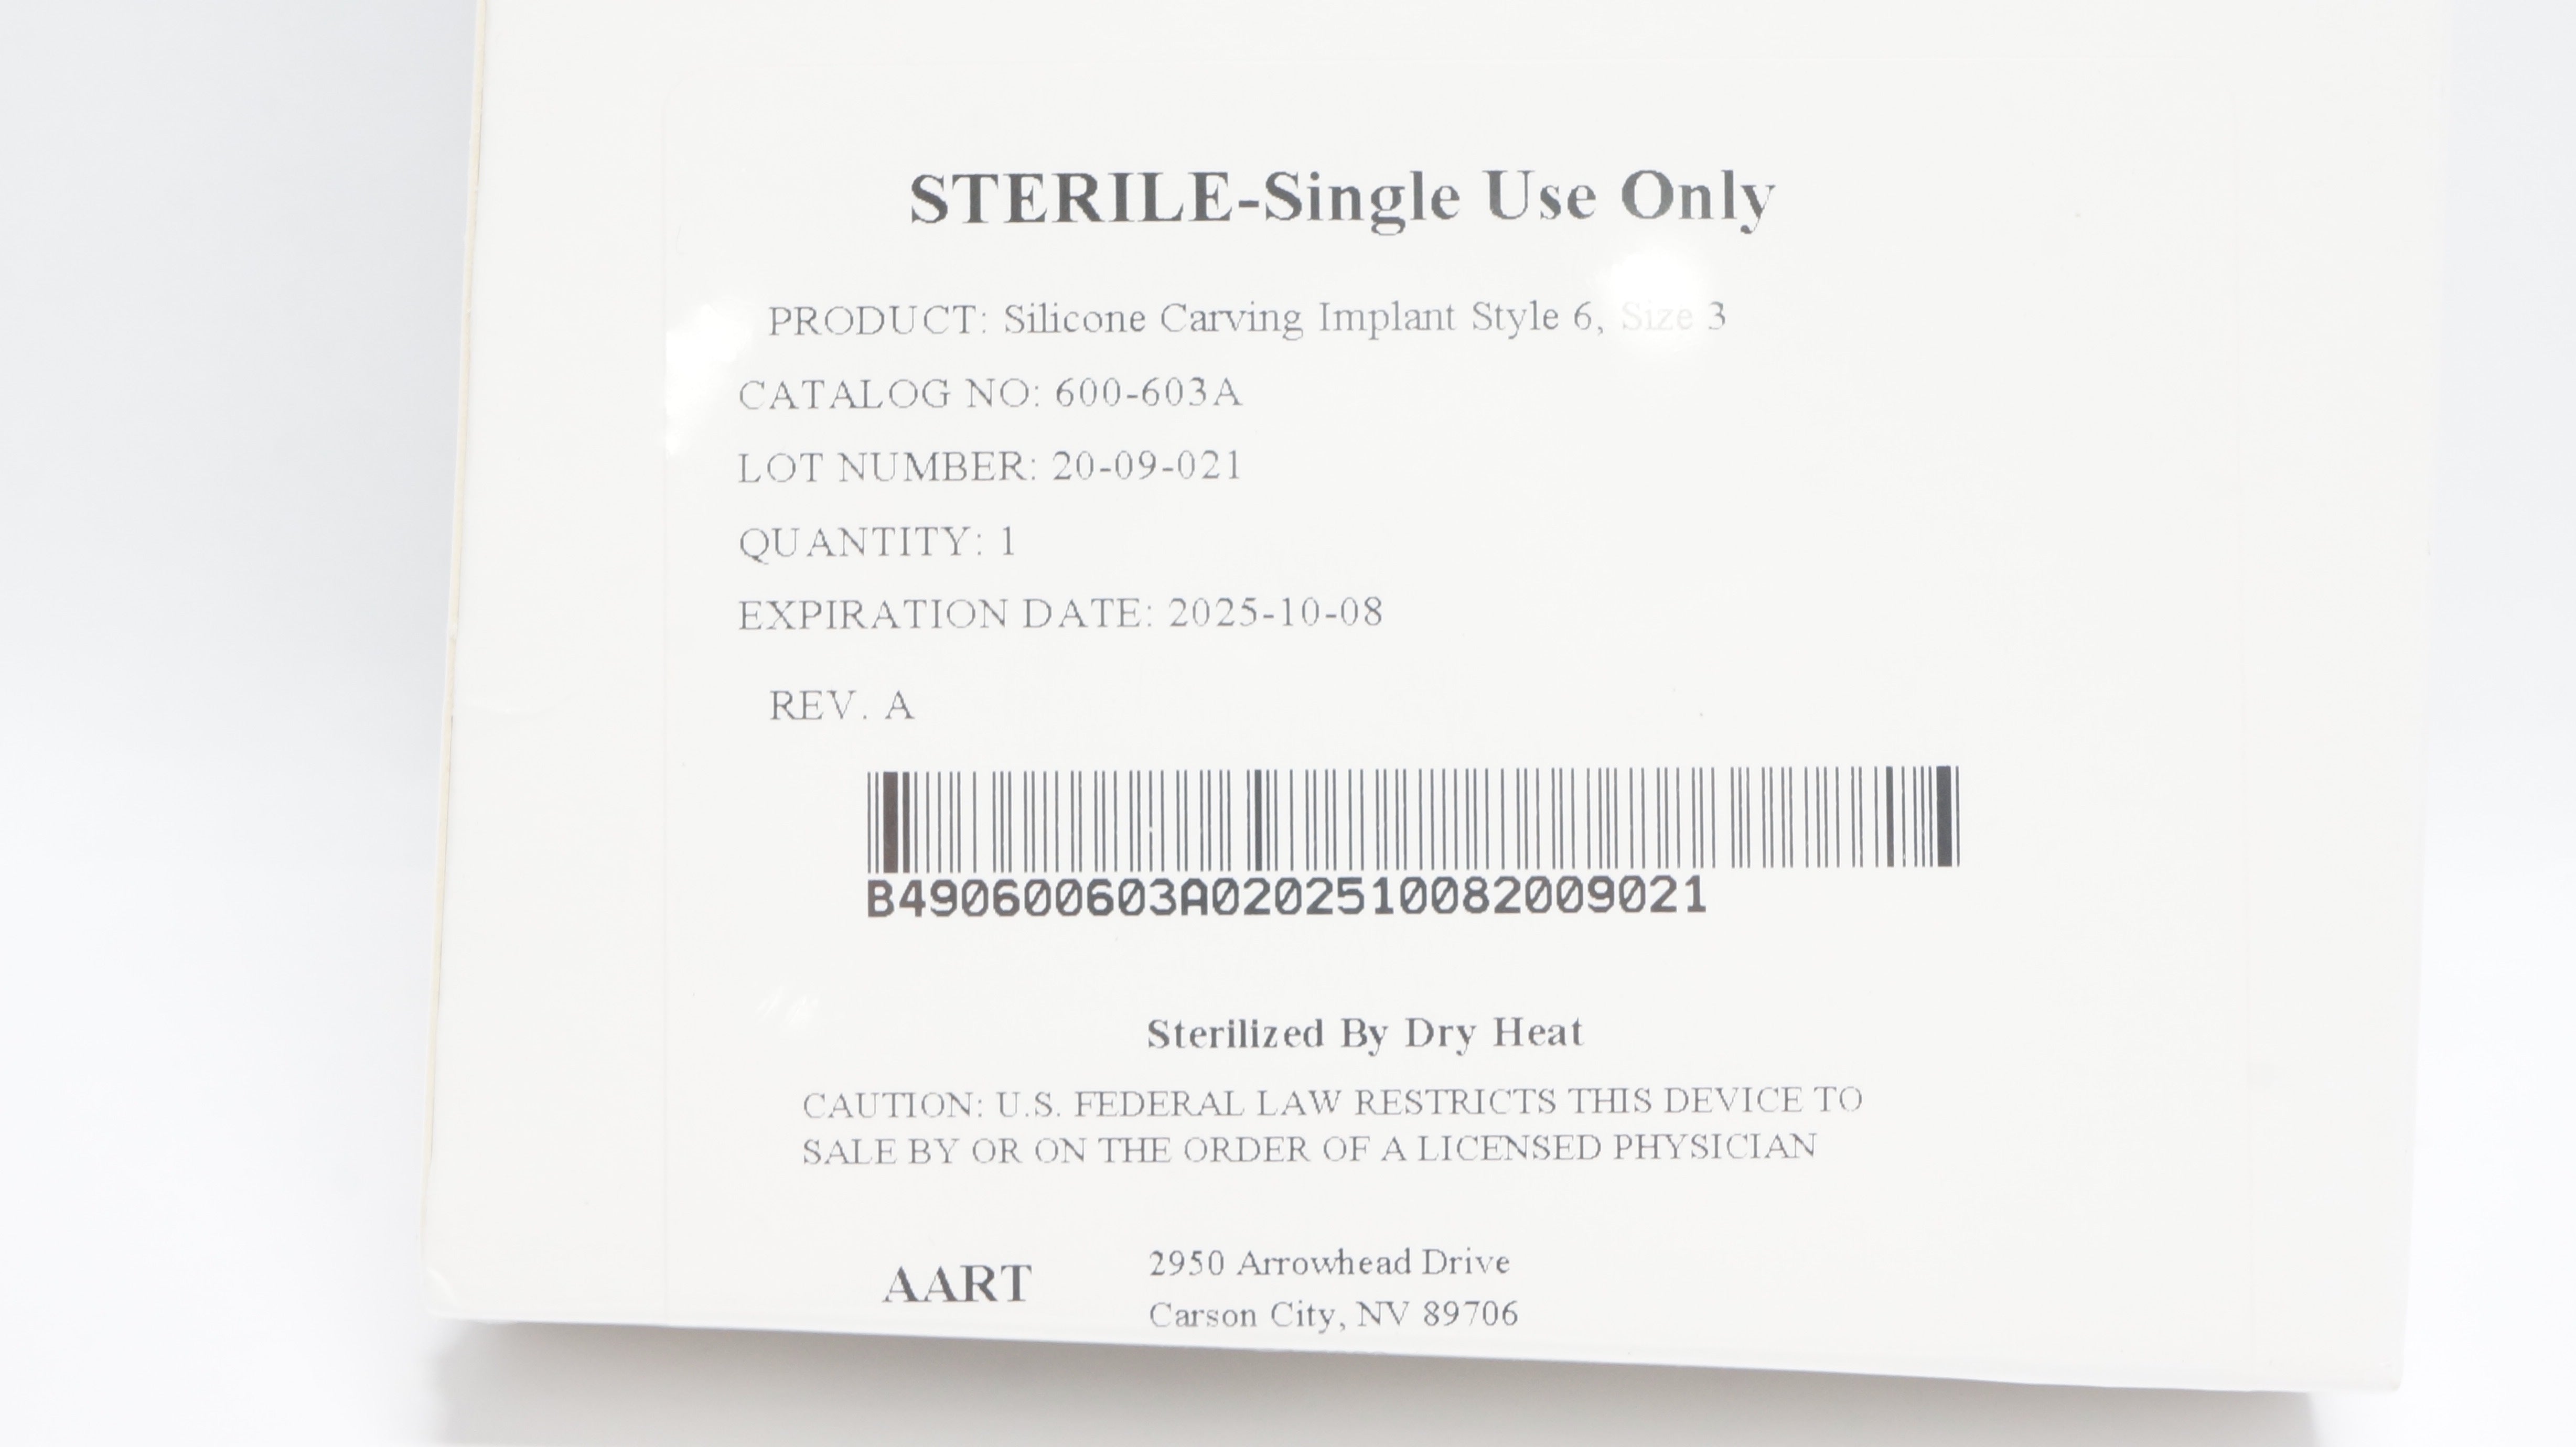 STERILE-Single Use Only
PRODUCT: Silicone Carving Implant Style 6, Size 3
CATALOG NO: 600-603A
LOT NUMBER: 20-09-021
QUANTITY: 1
EXPIRATION DATE: 2025-10-08
REV. A
B490600603A0202510082009021
Sterilized By Dry Heat
CAUTION: U.S. FEDERAL LAW RESTRICTS THIS DEVICE TO
SALE BY OR ON THE ORDER OF A LICENSED PHYSICIAN
AART
2950 Arrowhead Drive
Carson City, NV 89706